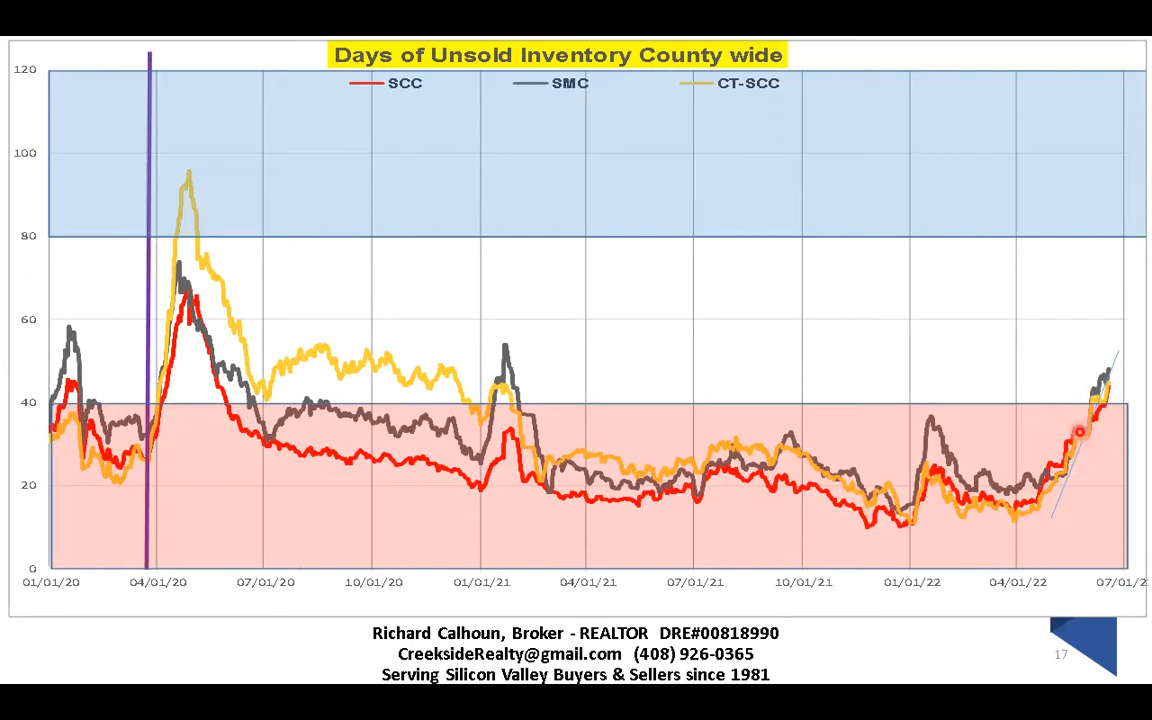 Days of Unsold Inventory County wide
SCC SMC CT-SCC
120
100
80
60
40
20
0
01/01/20 04/01/20 07/01/20 10/01/20 01/01/21 04/01/21 07/01/21 10/01/21 01/01/22 04/01/22 07/01/2
Richard Calhoun, Broker - REALTOR DRE#00818990
CreeksideRealty@gmail.com (408) 926-0365
Serving Silicon Valley Buyers & Sellers since 1981
17